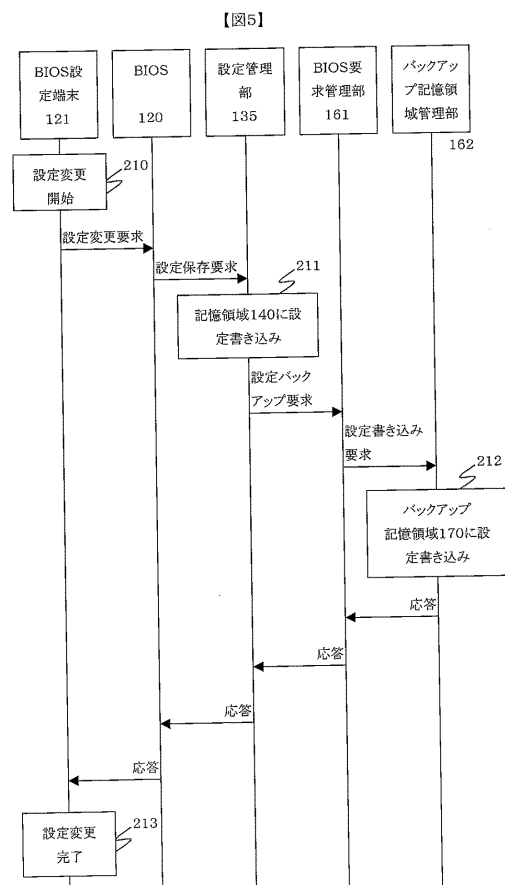 【図5】
BIOS設
定端末
121
BIOS
120
設定管理
部
135
BIOS要
求管理部
161
バックアッ
プ記憶領
域管理部
162
設定変更
開始
210
設定変更要求
設定保存要求
211
記憶領域140に設
定書き込み
設定バック
アップ要求
設定書き込み
要求
212
バックアップ
記憶領域170に設
定書き込み
応答
応答
応答
応答
設定変更
完了
213